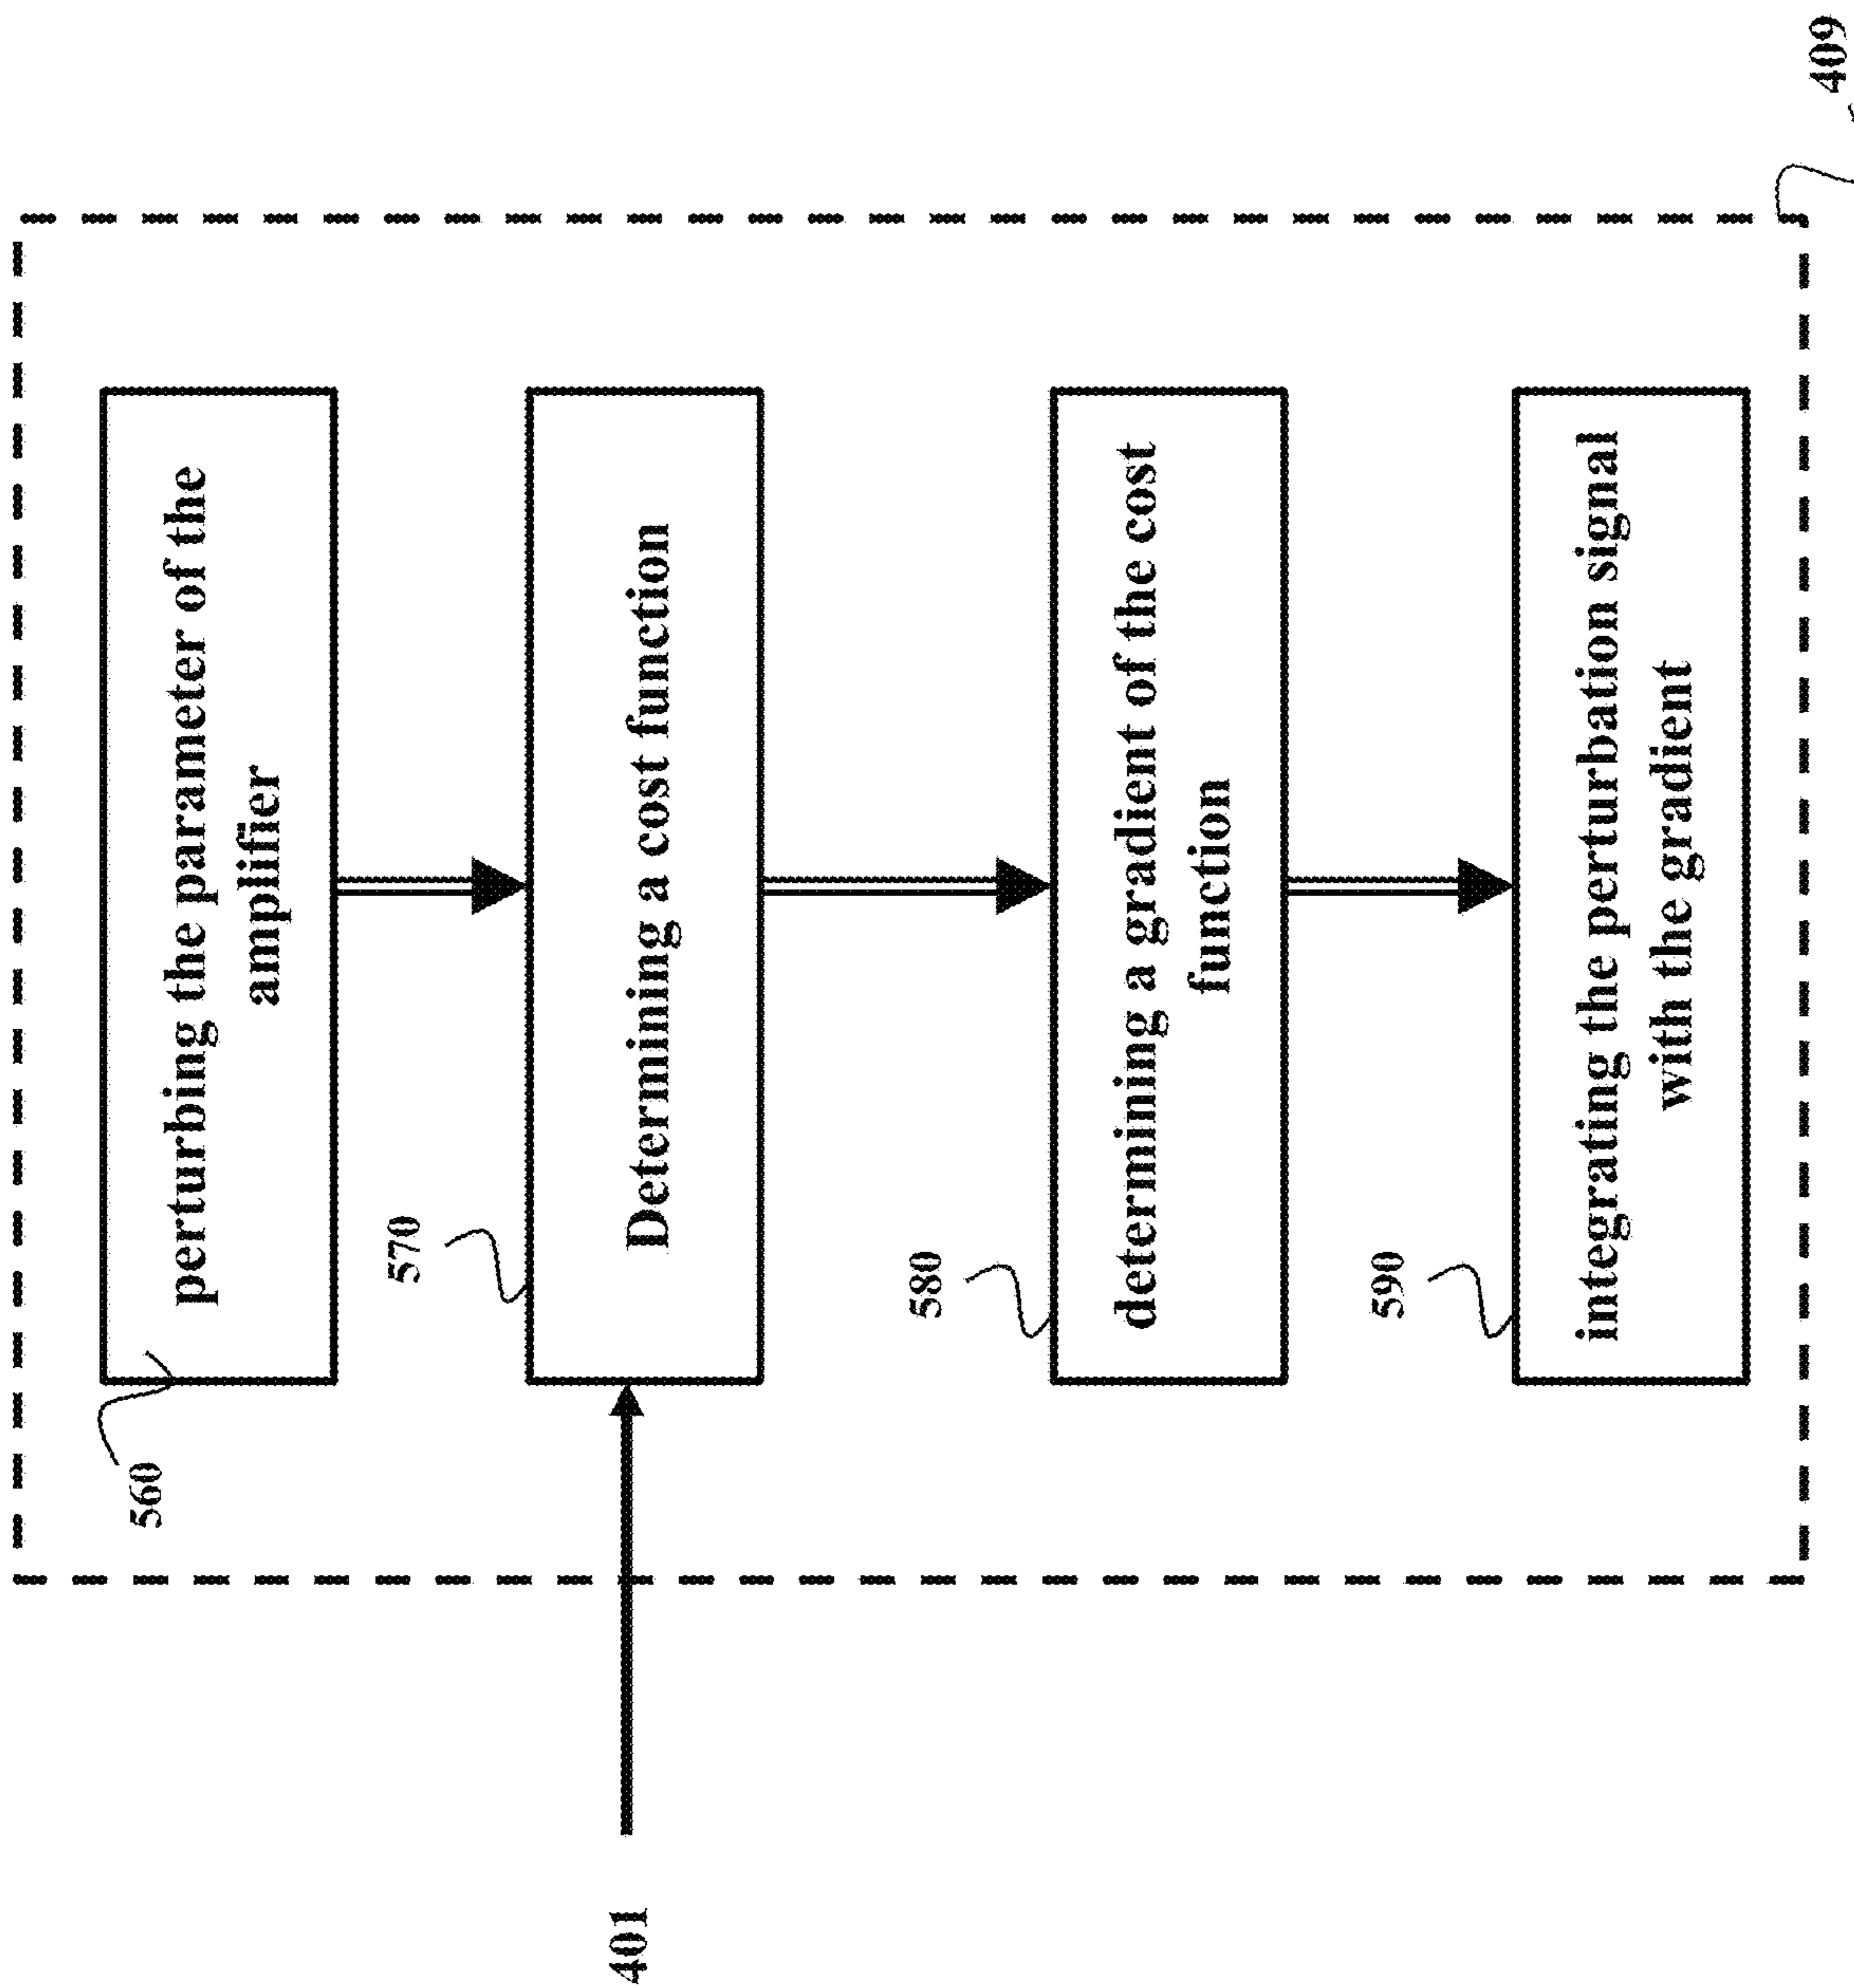 560
perturbing the parameter of the
amplifier
570
401
Determining a cost function
580
determining a gradient of the cost
function
590
integrating the perturbation signal
with the gradient
409